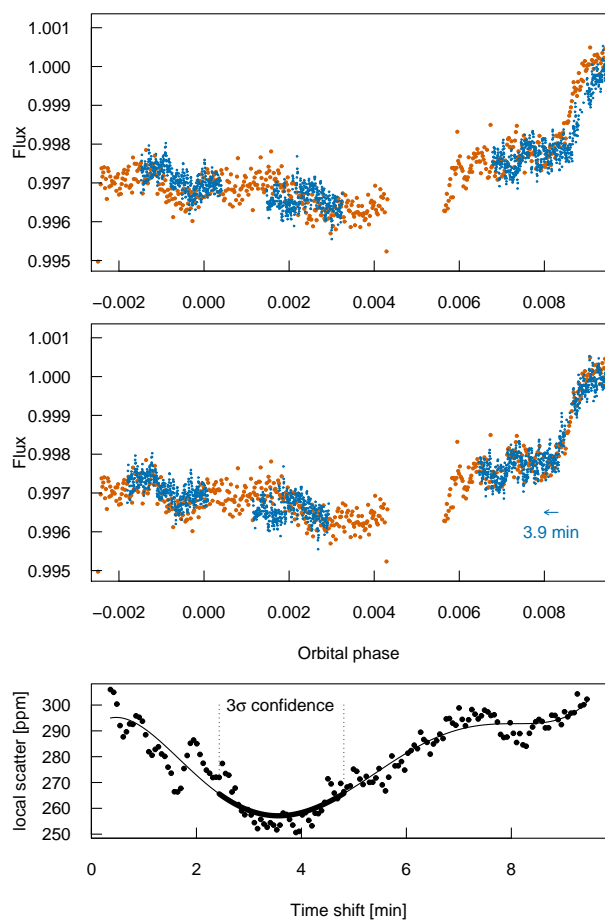 1.001
1.000
0.999
0.998
0.997
0.996
0.995
Flux
−0.002 0.000 0.002 0.004 0.006 0.008
1.001
1.000
0.999
0.998
0.997
0.996
0.995
Flux
←
3.9 min
−0.002 0.000 0.002 0.004 0.006 0.008
Orbital phase
300
290
280
270
260
250
local scatter [ppm]
3σ confidence
0 2 4 6 8
Time shift [min]